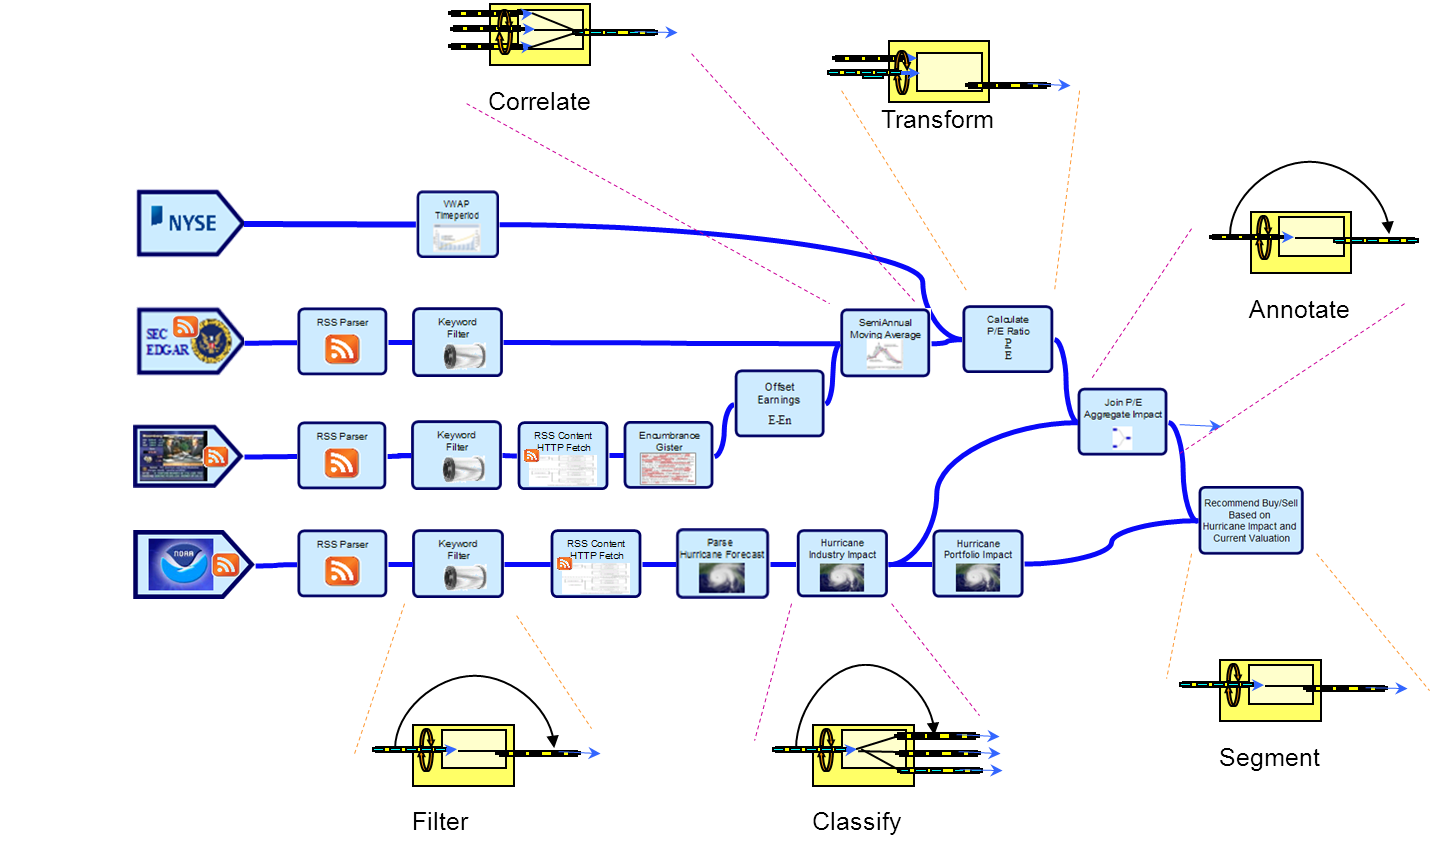 Correlate
Transform
Annotate
NYSE
VWAP
Timeperiod
SEC
EDGAR
RSS Parser
Keyword
Filter
SemiAnnual
Moving Average
Calculate
P/E Ratio
P
E
Offset
Earnings
E-En
Join P/E
Aggregate Impact
RSS Parser
Keyword
Filter
RSS Content
HTTP Fetch
Encumbrance
Gister
Recommend Buy/Sell
Based on
Hurricane Impact and
Current Valuation
NOAA
RSS Parser
Keyword
Filter
RSS Content
HTTP Fetch
Parse
Hurricane Forecast
Hurricane
Industry Impact
Hurricane
Portfolio Impact
Filter
Classify
Segment